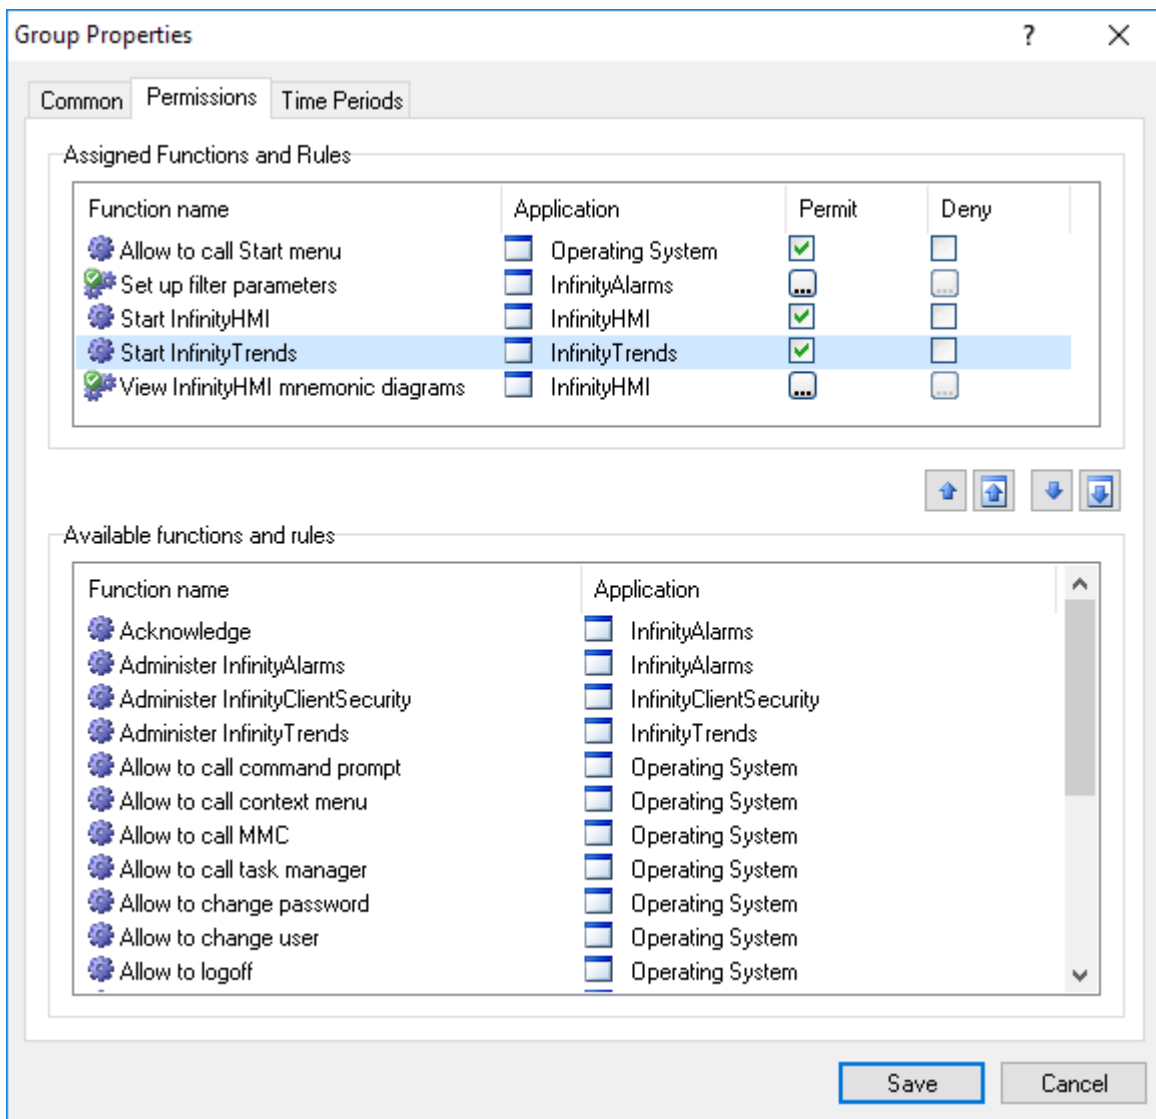 Group Properties ?
Common Permissions Time Periods
Assigned Functions and Rules
Function name Application Permit Deny
Allow to call Start menu Operating System
Set up filter parameters InfinityAlarms ... ...
Start InfinityHMI InfinityHMI
Start InfinityTrends InfinityTrends
View InfinityHMI mnemonic diagrams InfinityHMI ... ...
Available functions and rules
Function name Application
Acknowledge InfinityAlarms
Administer InfinityAlarms InfinityAlarms
Administer InfinityClientSecurity InfinityClientSecurity
Administer InfinityTrends InfinityTrends
Allow to call command prompt Operating System
Allow to call context menu Operating System
Allow to call MMC Operating System
Allow to call task manager Operating System
Allow to change password Operating System
Allow to change user Operating System
Allow to logoff Operating System
Save Cancel